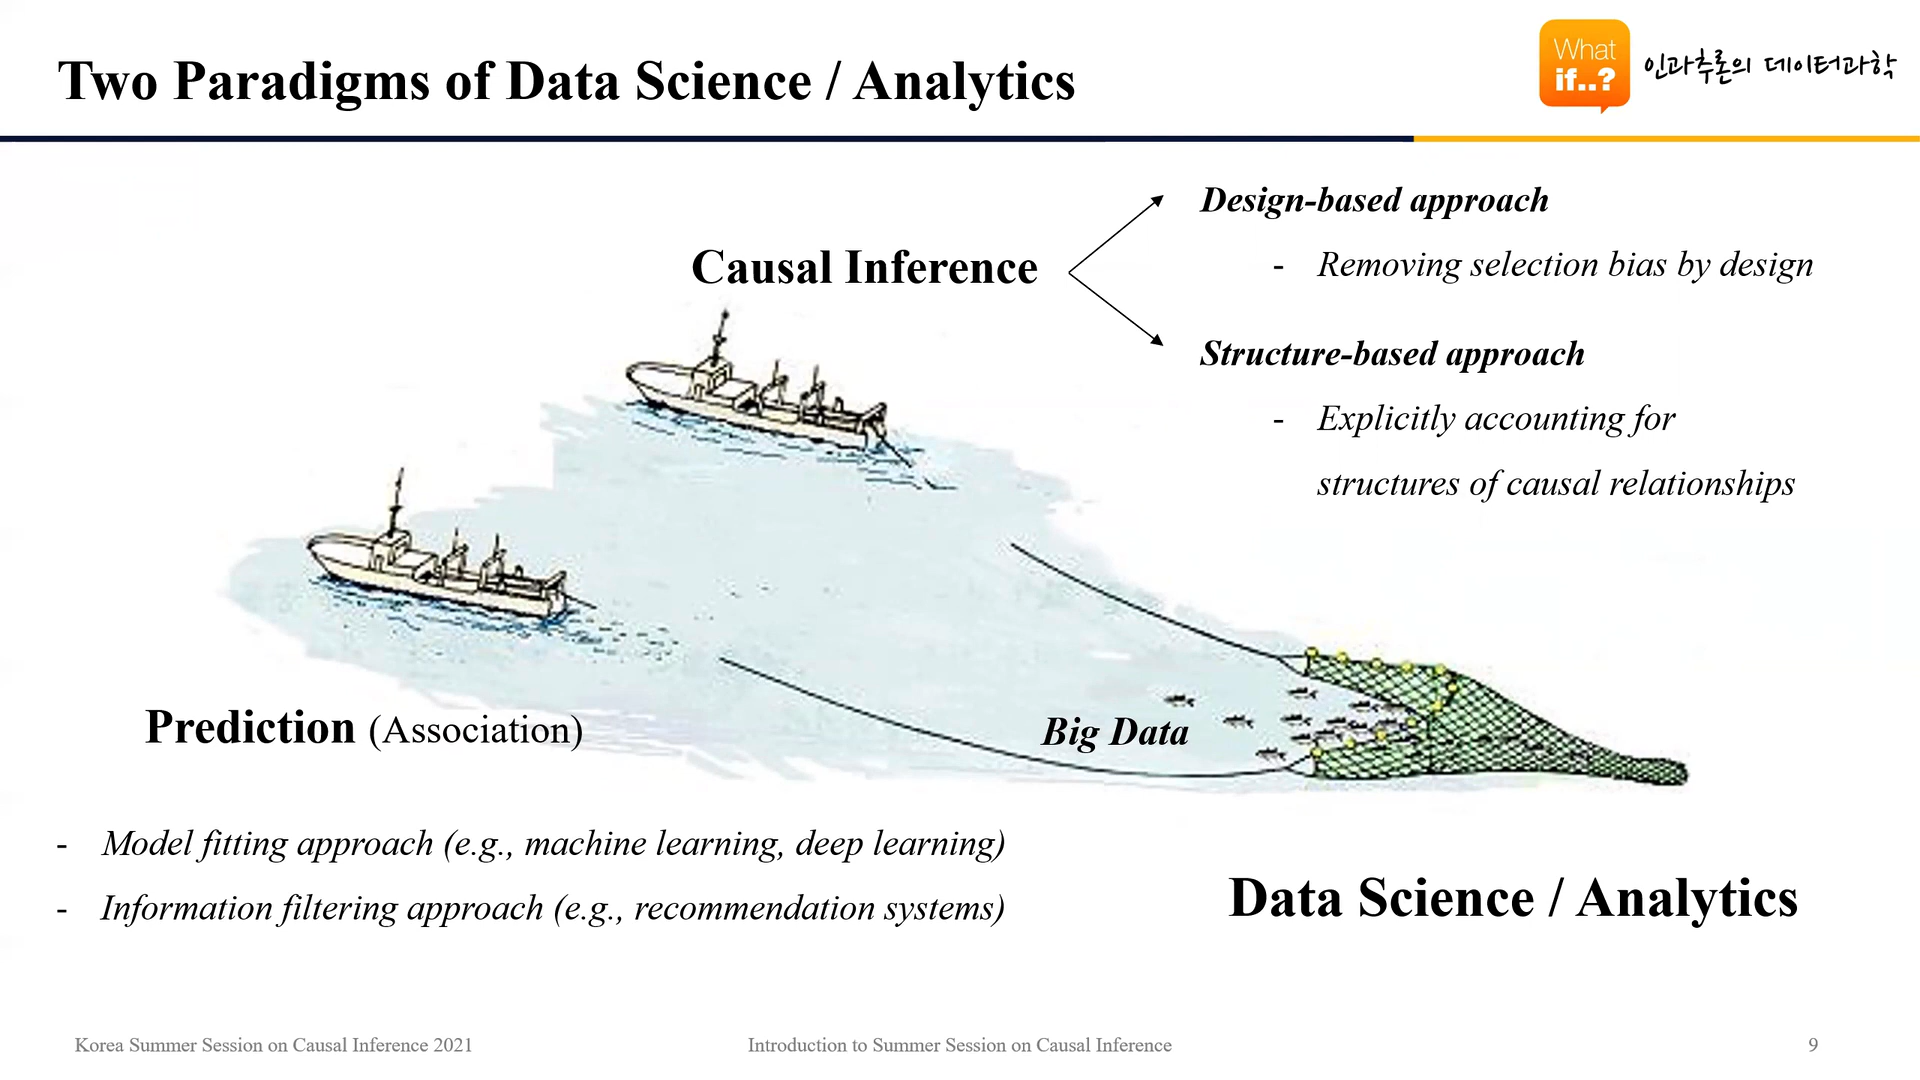 Two Paradigms of Data Science / Analytics
What
if..?
인과추론의 데이터과학
Causal Inference
Design-based approach
- Removing selection bias by design
Structure-based approach
- Explicitly accounting for
structures of causal relationships
Prediction (Association)
Big Data
- Model fitting approach (e.g., machine learning, deep learning)
- Information filtering approach (e.g., recommendation systems)
Data Science / Analytics
Korea Summer Session on Causal Inference 2021
Introduction to Summer Session on Causal Inference
9